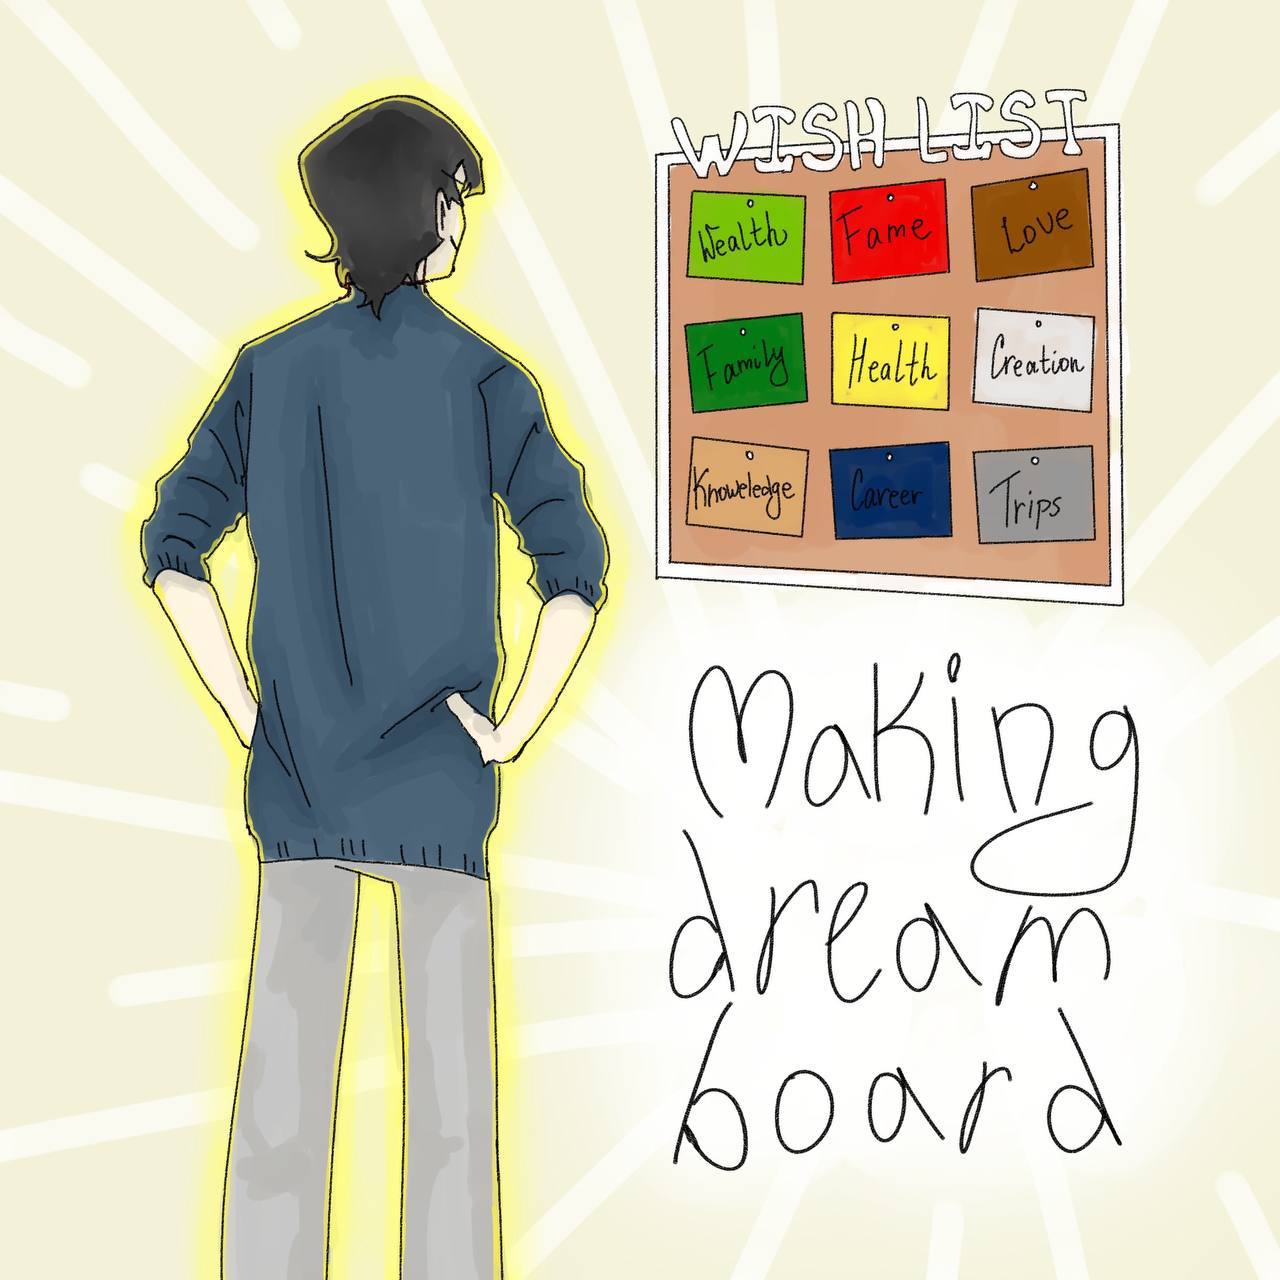 WISH LIST
Wealth Fame Love
Family Health Creation
Knoweledge Career Trips
Making
dream
board